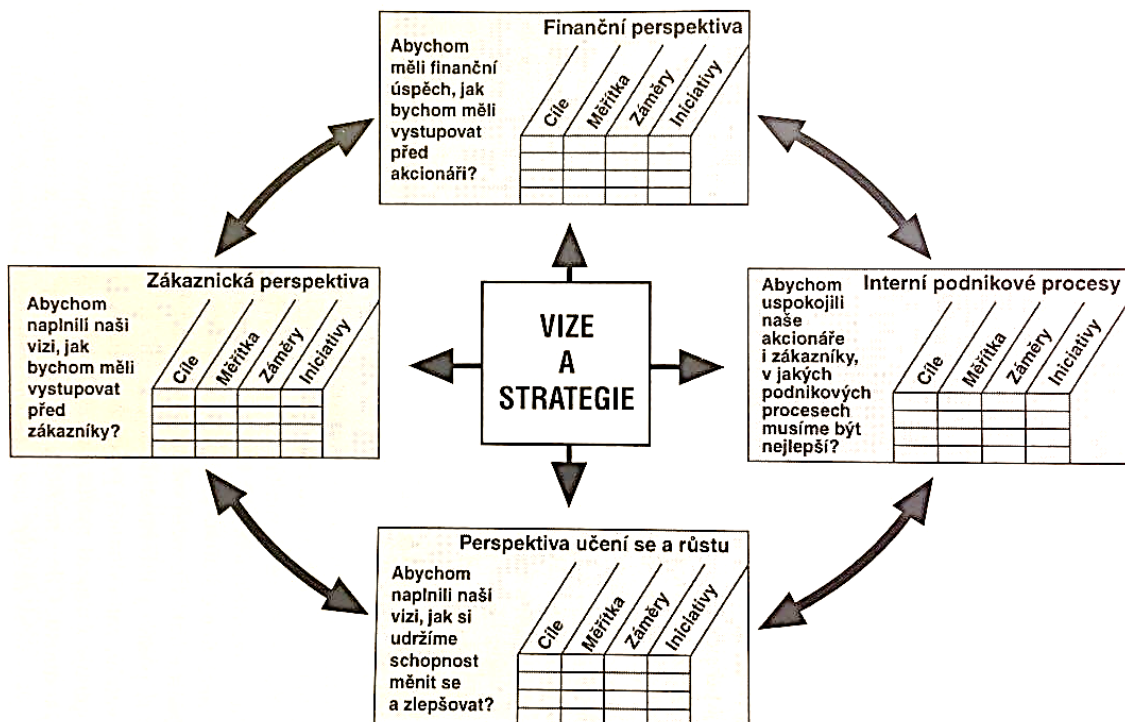 Finanční perspektiva
Abychom
měli finanční
úspěch, jak
bychom měli
vystupovat
před
akcionáři?
Cíle
Měřítka
Záměry
Iniciativy
Zákaznická perspektiva
Abychom
naplnili naši
vizi, jak
bychom měli
vystupovat
před
zákazníky?
Cíle
Měřítka
Záměry
Iniciativy
VIZE
A
STRATEGIE
Interní podnikové procesy
Abychom
uspokojili
naše
akcionáře
i zákazníky,
v jakých
podnikových
procesech
musíme být
nejlepší?
Cíle
Měřítka
Záměry
Iniciativy
Perspektiva učení se a růstu
Abychom
naplnili naší
vizi, jak si
udržíme
schopnost
měnit se
a zlepšovat?
Cíle
Měřítka
Záměry
Iniciativy